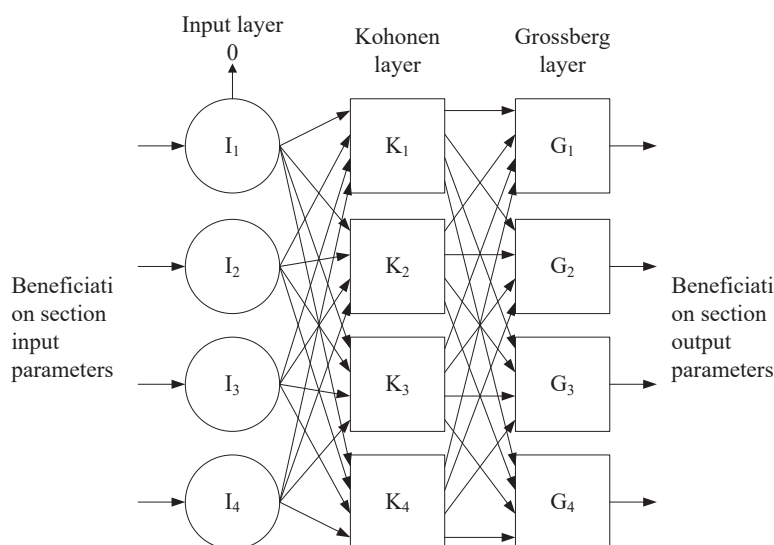 Input layer
0
Kohonen
layer
Grossberg
layer
I₁
K₁
G₁
I₂
K₂
G₂
Beneficiati
on section
input
parameters
Beneficiati
on section
output
parameters
I₃
K₃
G₃
I₄
K₄
G₄